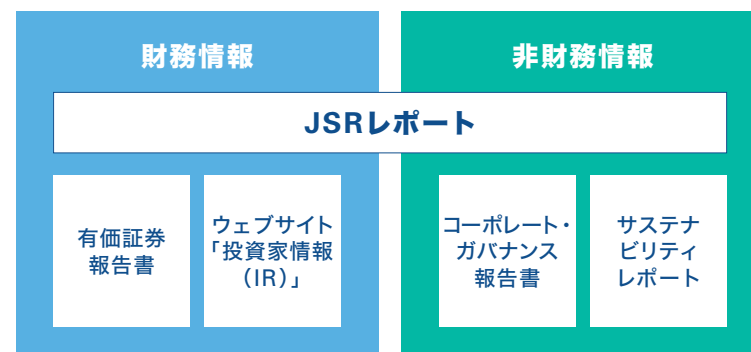 財務情報
非財務情報
JSRレポート
有価証券
報告書
ウェブサイト
「投資家情報
（IR）」
コーポレート・
ガバナンス
報告書
サステナ
ビリティ
レポート